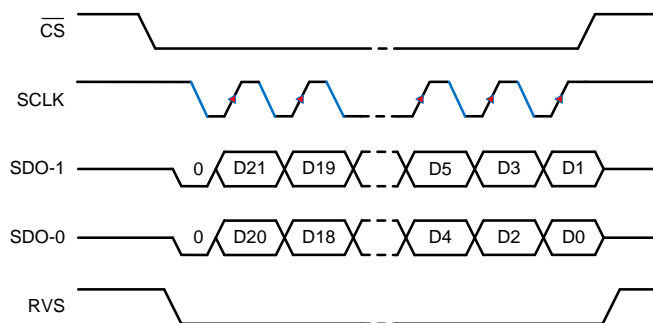 CS
SCLK
SDO-1 0 D21 D19 D5 D3 D1
SDO-0 0 D20 D18 D4 D2 D0
RVS